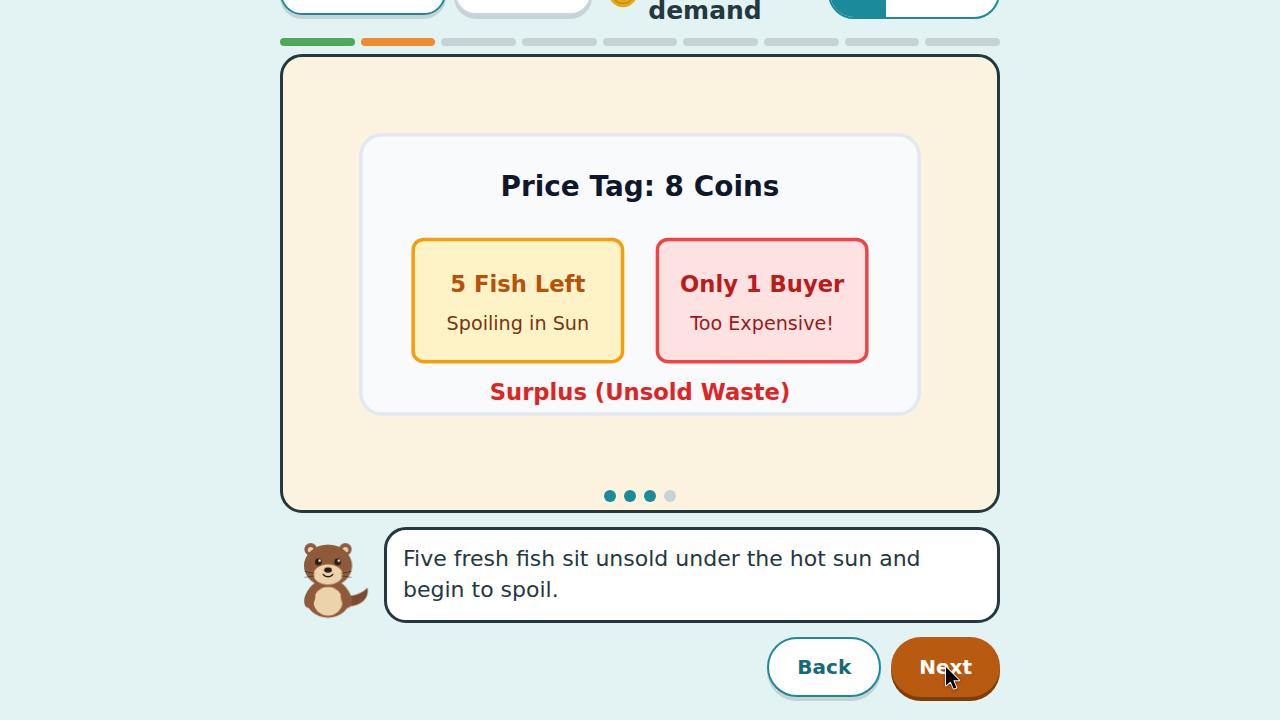 demand
Price Tag: 8 Coins
5 Fish Left
Spoiling in Sun
Only 1 Buyer
Too Expensive!
Surplus (Unsold Waste)
Five fresh fish sit unsold under the hot sun and
begin to spoil.
Back
Next